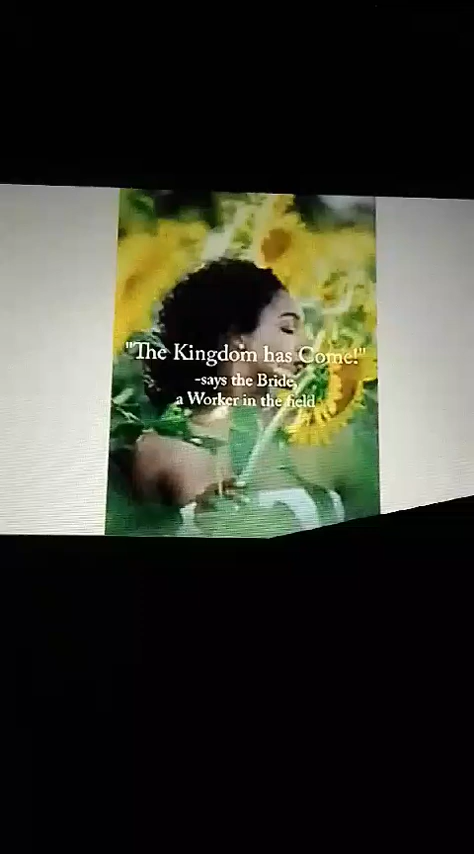 "The Kingdom has Come!"
-says the Bride,
a Worker in the field